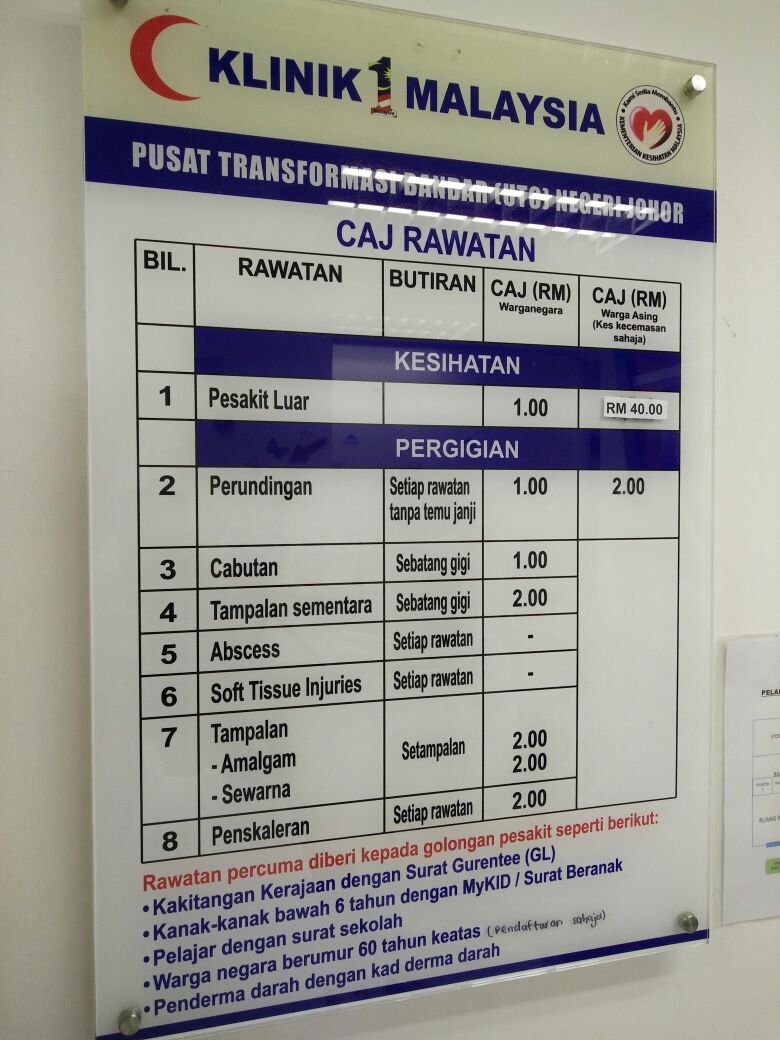 KLINIK 1 MALAYSIA
Kami Sedia Membantu
KEMENTERIAN KESIHATAN MALAYSIA
PUSAT TRANSFORMASI BANDAR (UTC) NEGERI JOHOR
CAJ RAWATAN
BIL. RAWATAN BUTIRAN CAJ (RM) Warganegara CAJ (RM) Warga Asing (Kes kecemasan sahaja)
KESIHATAN
1 Pesakit Luar 1.00 RM 40.00
PERGIGIAN
2 Perundingan Setiap rawatan tanpa temu janji 1.00 2.00
3 Cabutan Sebatang gigi 1.00
4 Tampalan sementara Sebatang gigi 2.00
5 Abscess Setiap rawatan -
6 Soft Tissue Injuries Setiap rawatan -
7 Tampalan Setampalan
- Amalgam 2.00
- Sewarna 2.00
8 Penskaleran Setiap rawatan 2.00
Rawatan percuma diberi kepada golongan pesakit seperti berikut:
• Kakitangan Kerajaan dengan Surat Gurentee (GL)
• Kanak-kanak bawah 6 tahun dengan MyKID / Surat Beranak
• Pelajar dengan surat sekolah
• Warga negara berumur 60 tahun keatas (Pendaftaran sahaja)
• Penderma darah dengan kad derma darah